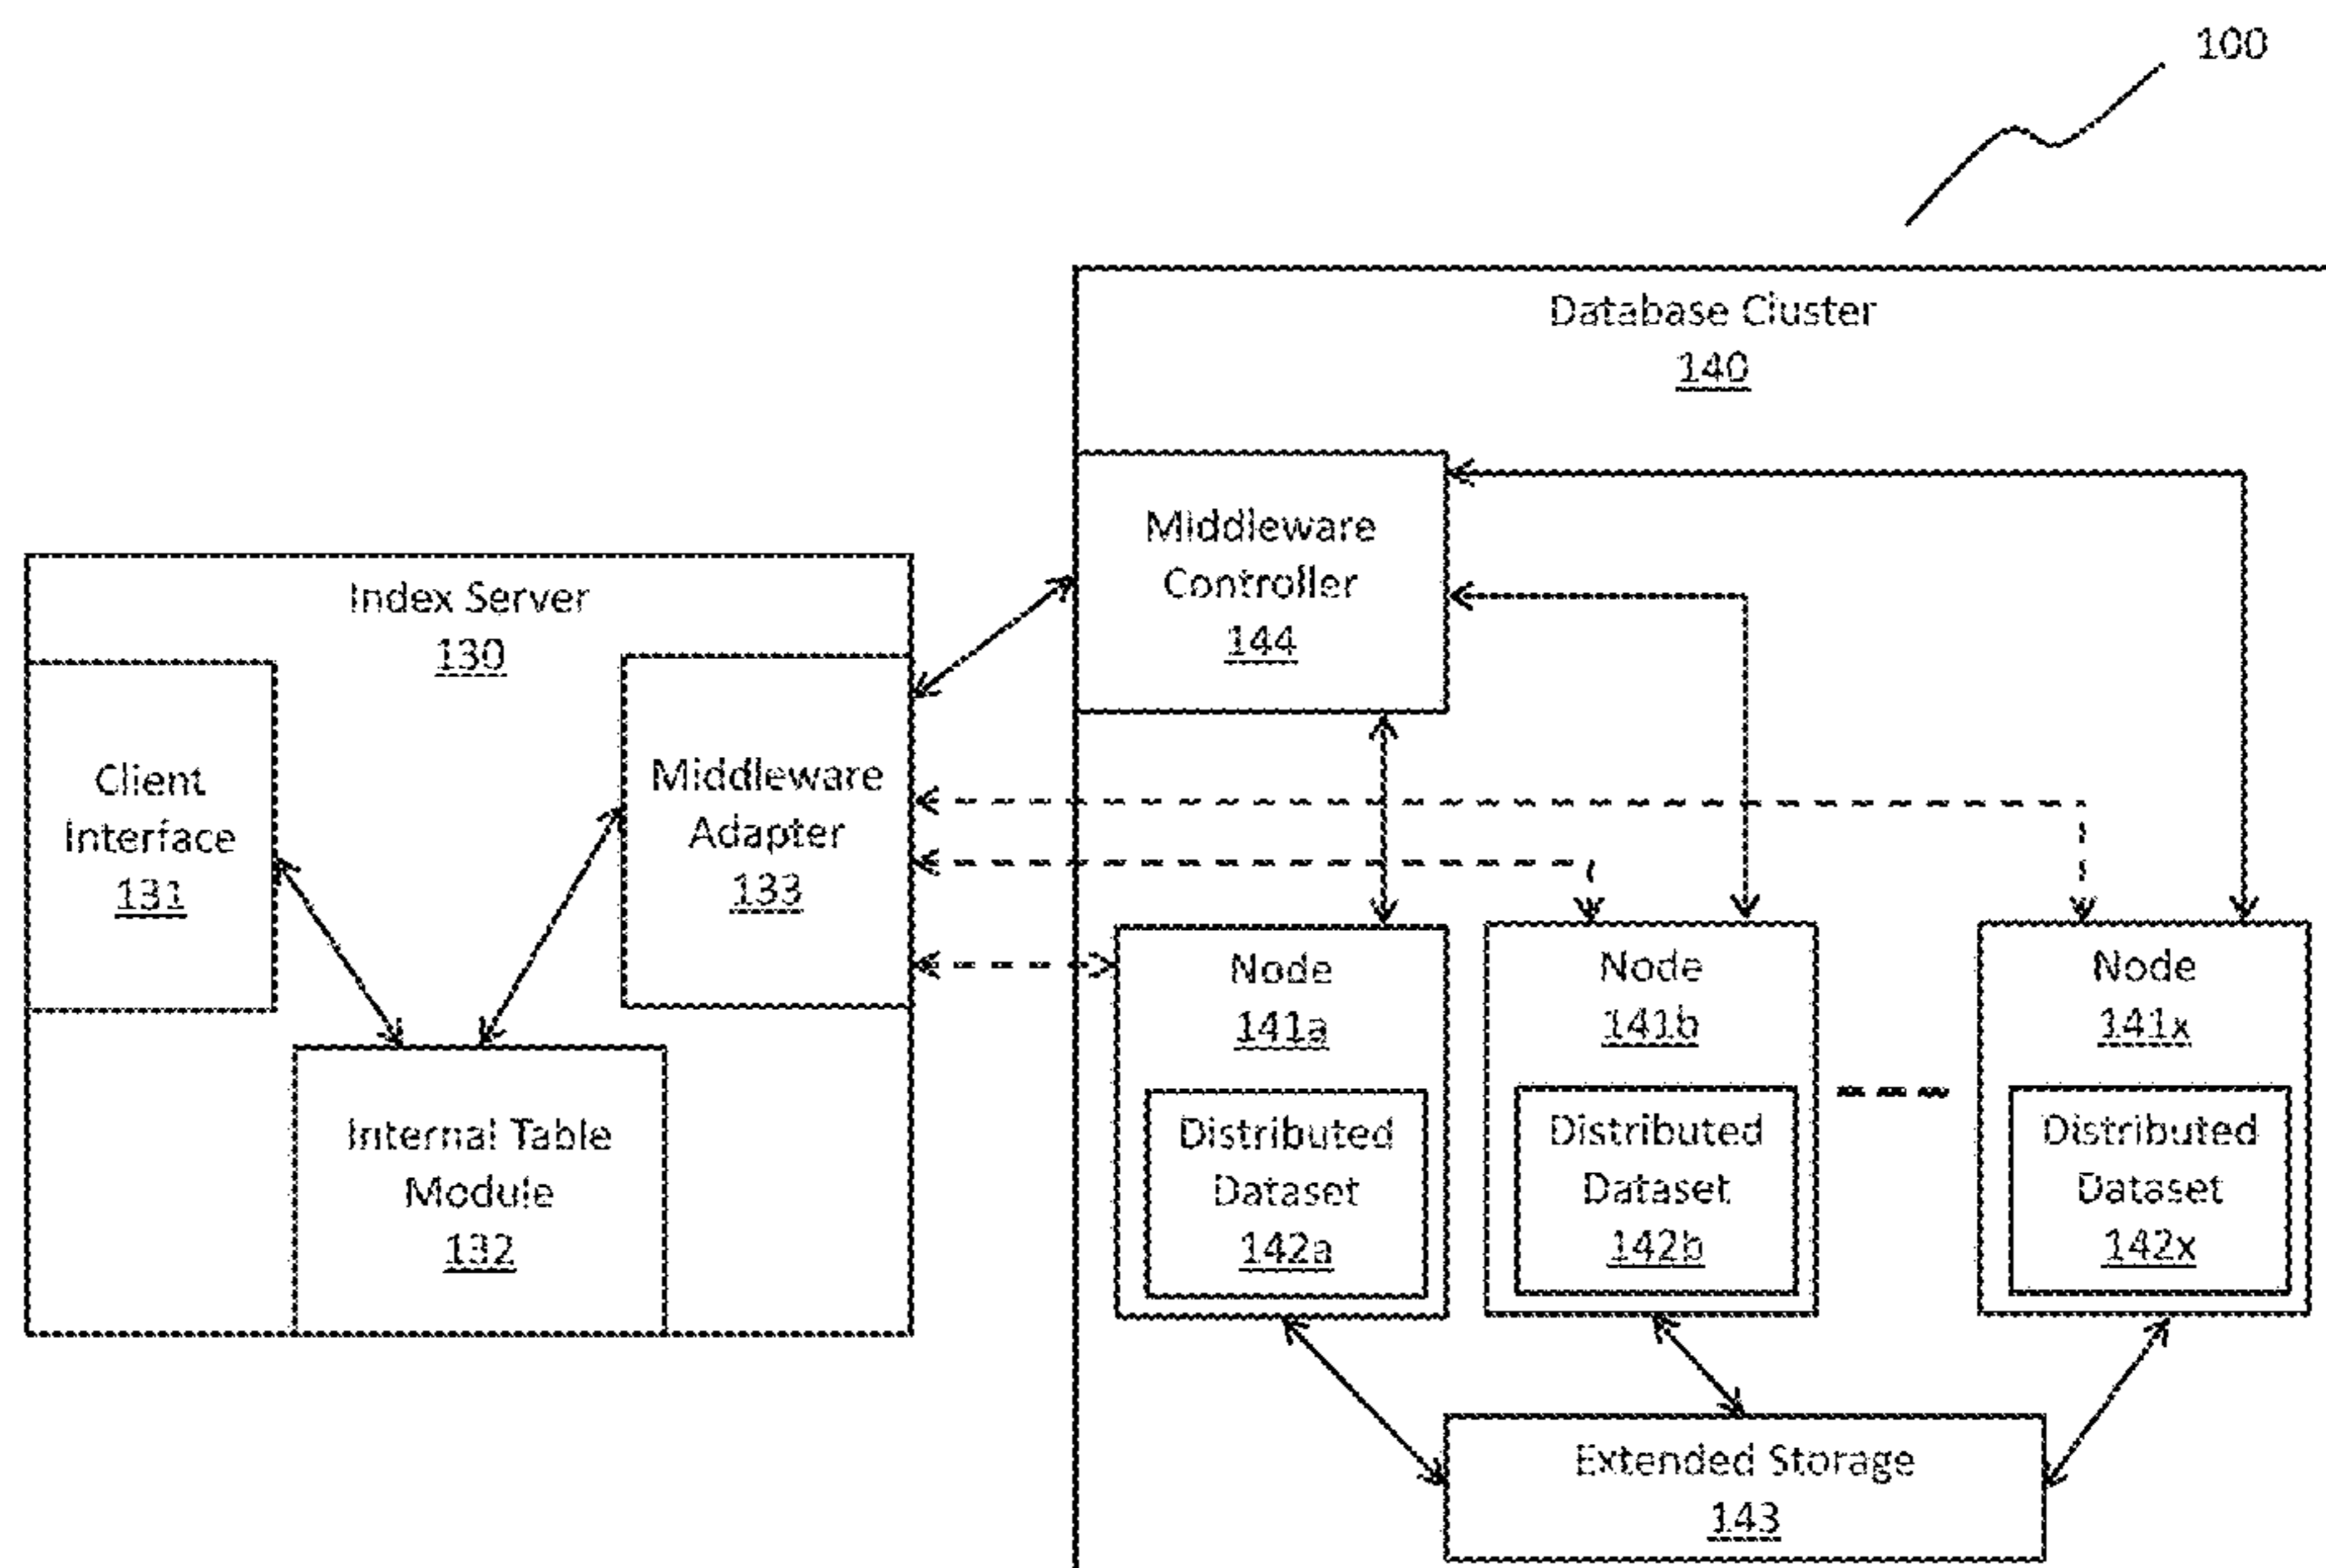 100
Database Cluster
140
Middleware
Controller
144
Index Server
130
Client
Interface
131
Middleware
Adapter
133
Internal Table
Module
132
Node
141a
Distributed
Dataset
142a
Node
141b
Distributed
Dataset
142b
Node
141x
Distributed
Dataset
142x
Extended Storage
143